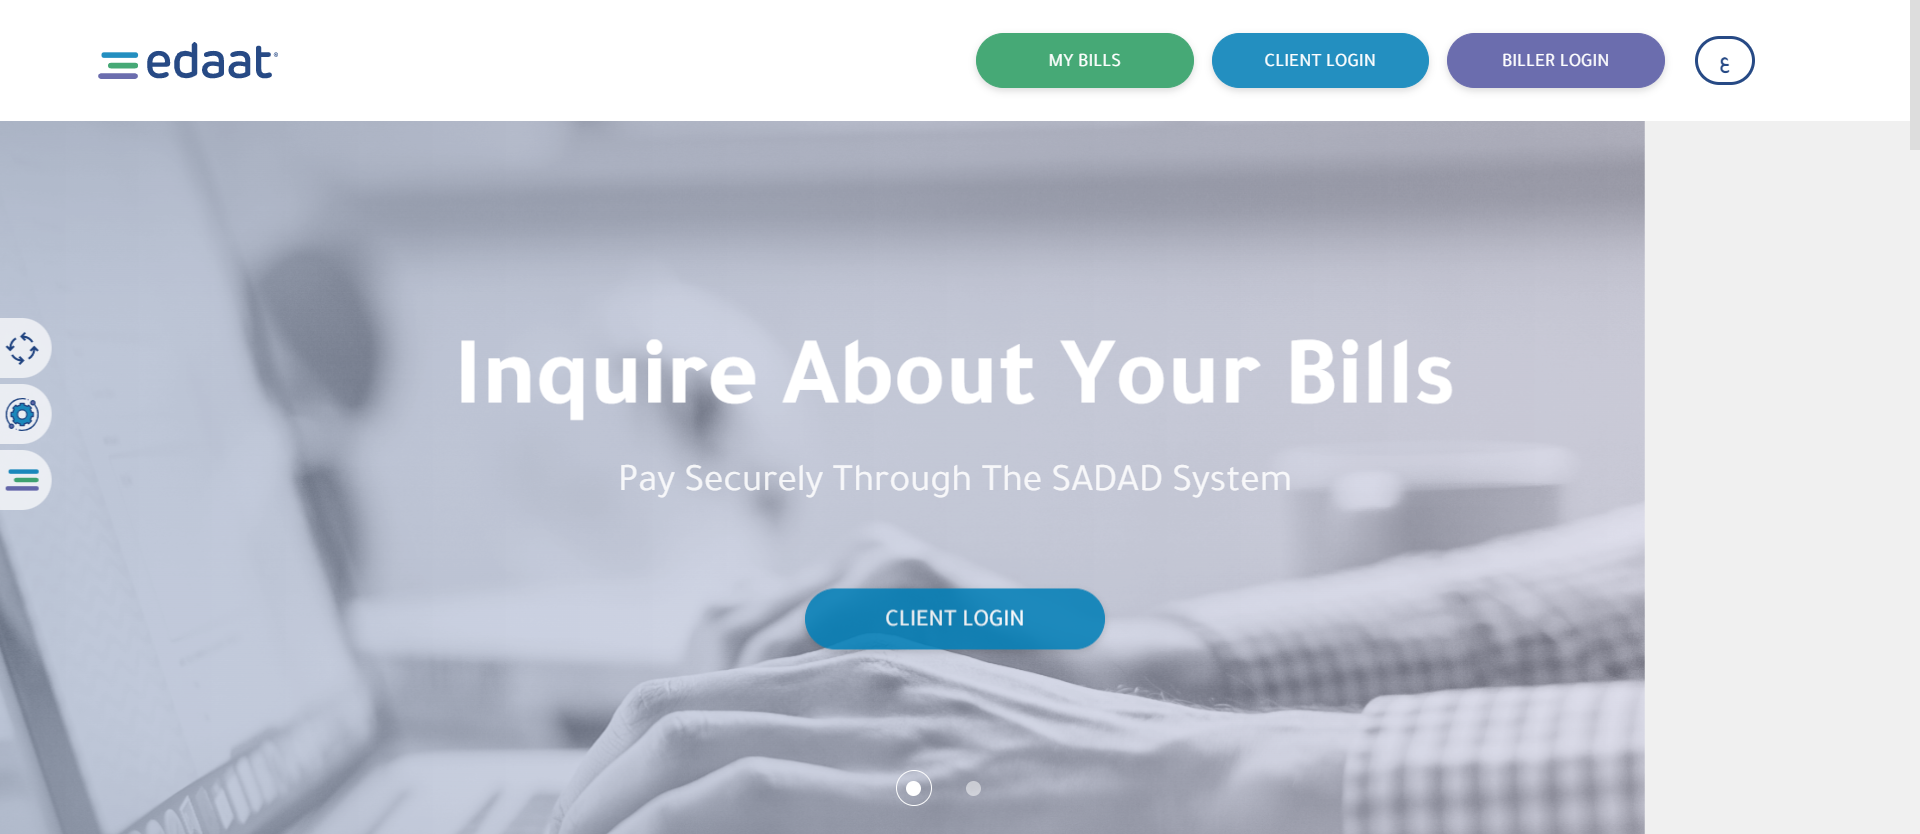 edaat
MY BILLS
CLIENT LOGIN
BILLER LOGIN
ع
Inquire About Your Bills
Pay Securely Through The SADAD System
CLIENT LOGIN